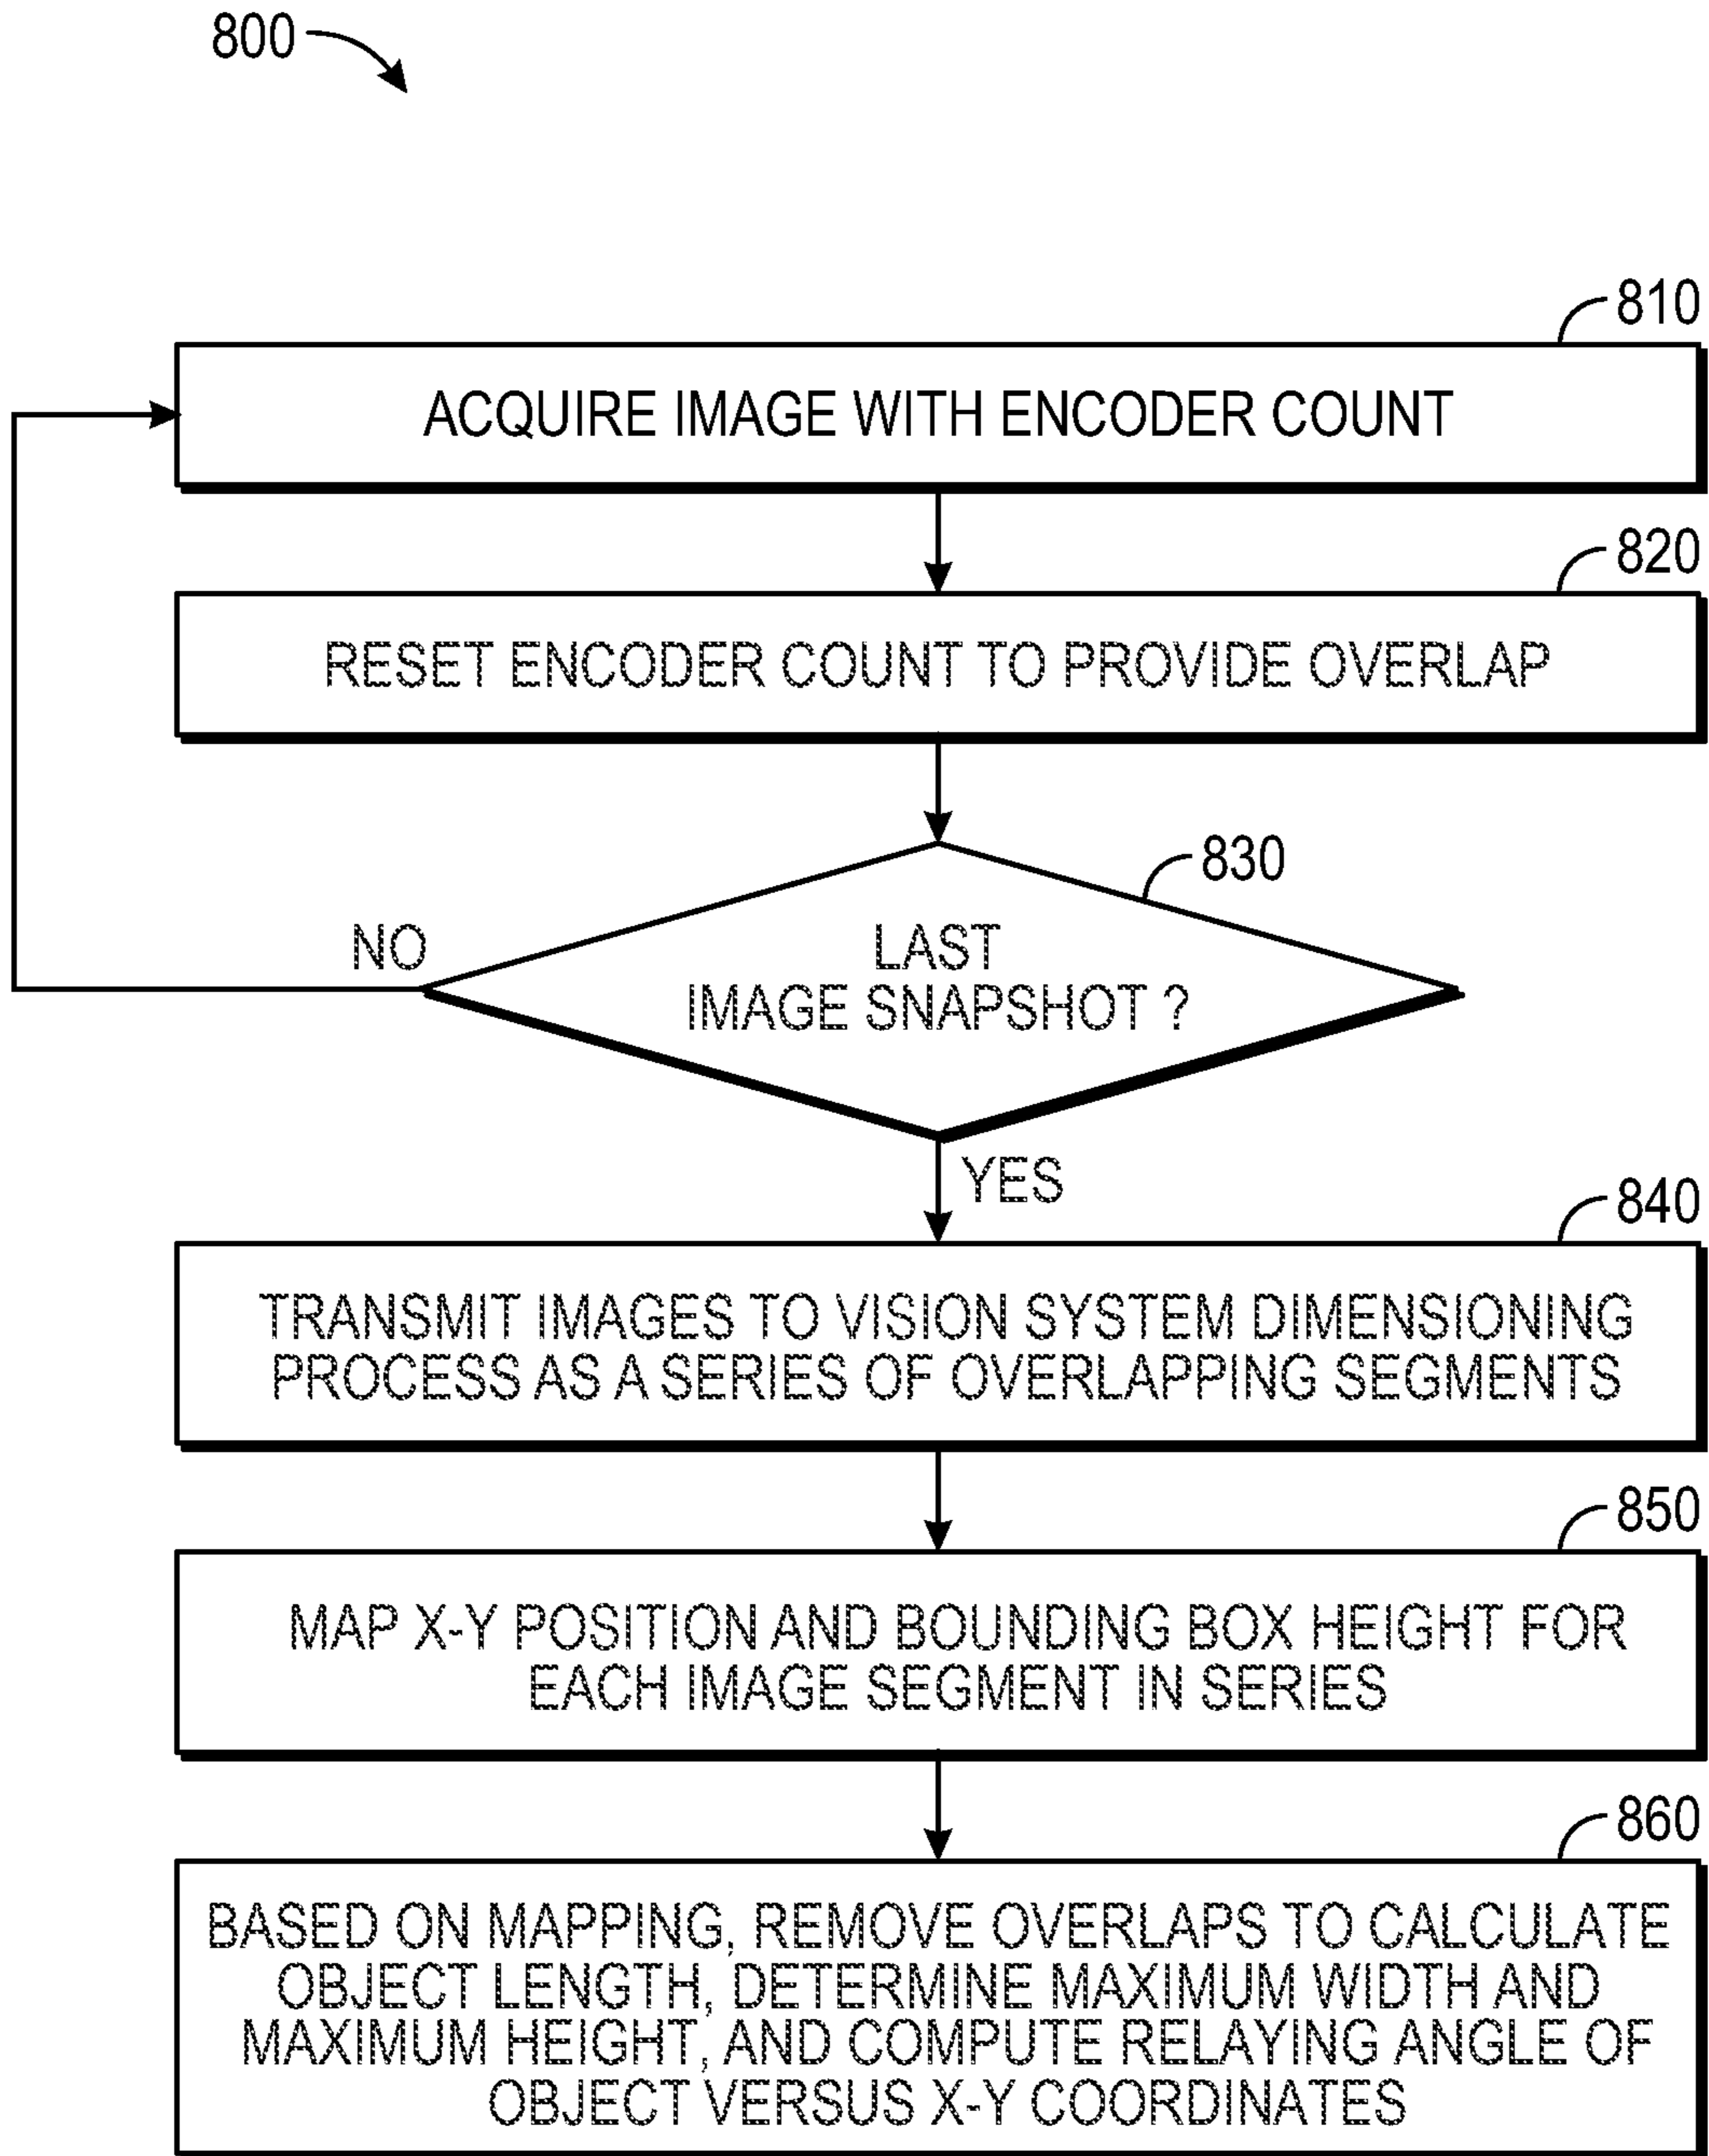 800
810
ACQUIRE IMAGE WITH ENCODER COUNT
820
RESET ENCODER COUNT TO PROVIDE OVERLAP
830
NO
LAST
IMAGE SNAPSHOT ?
YES
840
TRANSMIT IMAGES TO VISION SYSTEM DIMENSIONING
PROCESS AS A SERIES OF OVERLAPPING SEGMENTS
850
MAP X-Y POSITION AND BOUNDING BOX HEIGHT FOR
EACH IMAGE SEGMENT IN SERIES
860
BASED ON MAPPING, REMOVE OVERLAPS TO CALCULATE
OBJECT LENGTH, DETERMINE MAXIMUM WIDTH AND
MAXIMUM HEIGHT, AND COMPUTE RELAYING ANGLE OF
OBJECT VERSUS X-Y COORDINATES